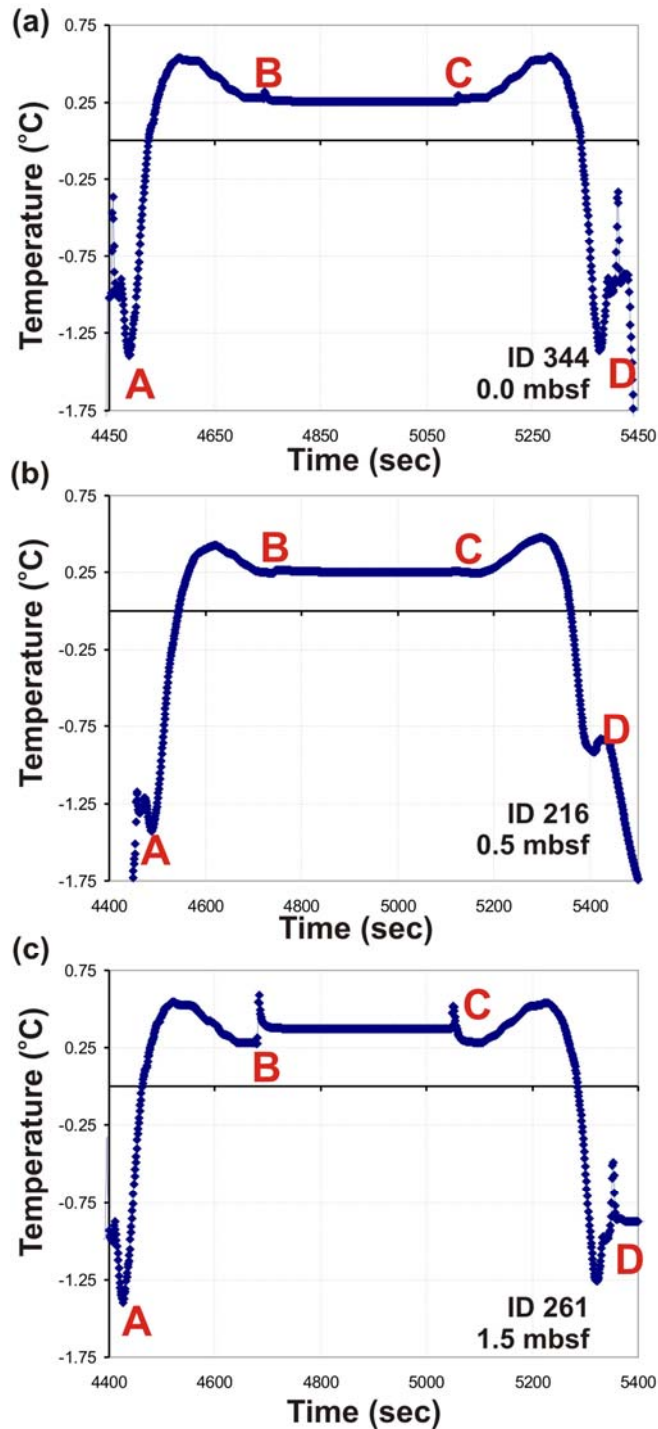 (a)
0.75
0.25
-0.25
-0.75
-1.25
-1.75
Temperature (°C)
B
C
A
D
ID 344
0.0 mbsf
4450 4650 4850 5050 5250 5450
Time (sec)
(b)
0.75
0.25
-0.25
-0.75
-1.25
-1.75
Temperature (°C)
B
C
A
D
ID 216
0.5 mbsf
4400 4600 4800 5000 5200 5400
Time (sec)
(c)
0.75
0.25
-0.25
-0.75
-1.25
-1.75
Temperature (°C)
B
C
A
D
ID 261
1.5 mbsf
4400 4600 4800 5000 5200 5400
Time (sec)